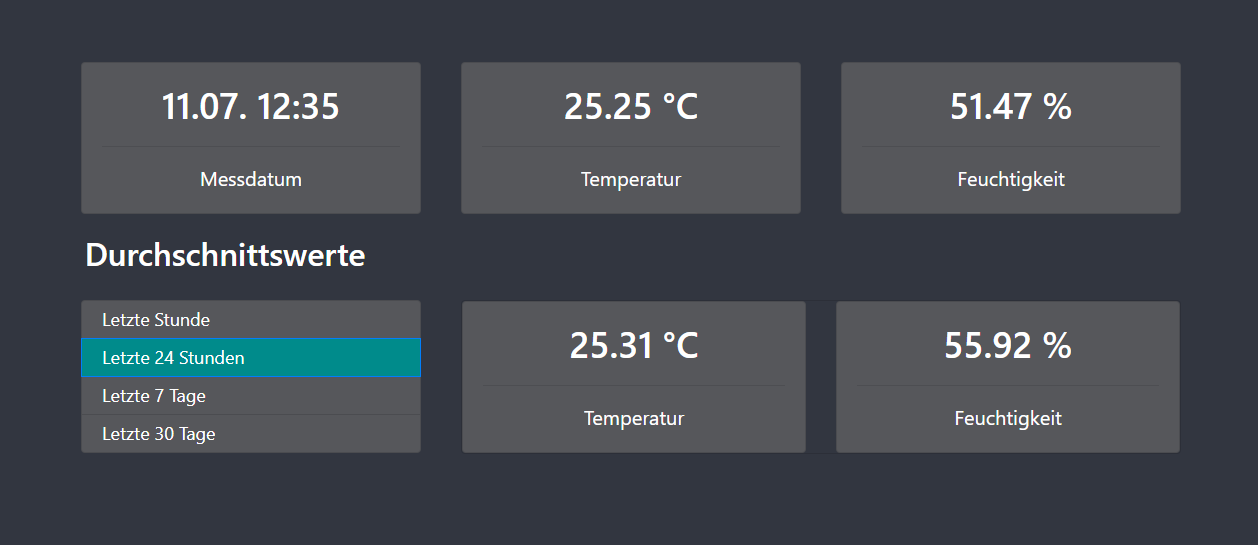 11.07. 12:35
Messdatum
25.25 °C
Temperatur
51.47 %
Feuchtigkeit
Durchschnittswerte
Letzte Stunde
Letzte 24 Stunden
Letzte 7 Tage
Letzte 30 Tage
25.31 °C
Temperatur
55.92 %
Feuchtigkeit